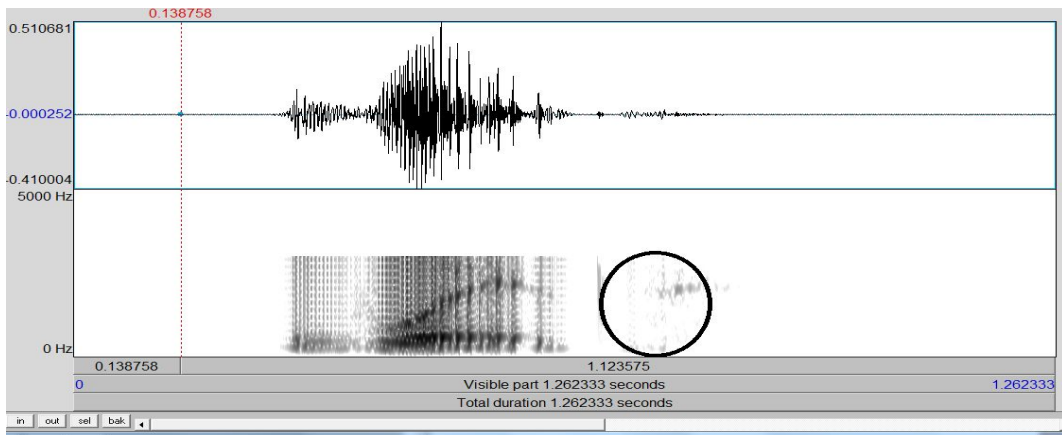 0.138758
0.510681
-0.000252
-0.410004
5000 Hz
0 Hz
0.138758 1.123575
0 Visible part 1.262333 seconds 1.262333
Total duration 1.262333 seconds
in out sel bak